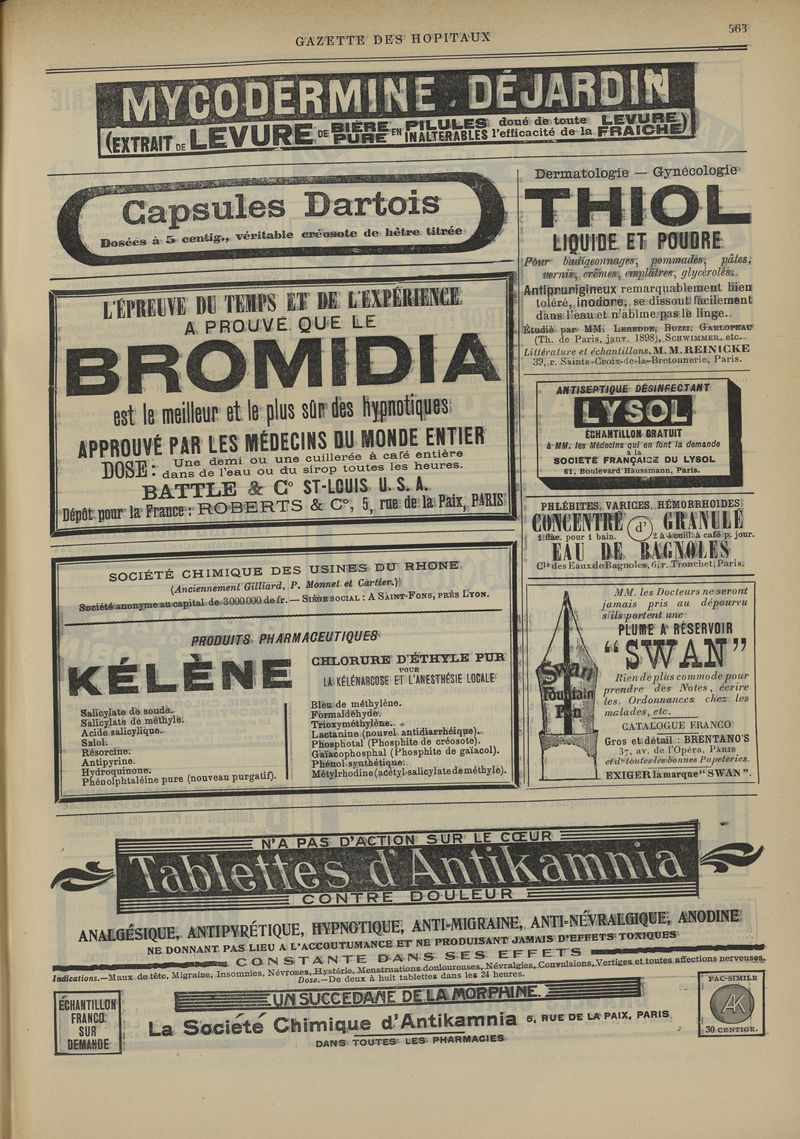 GAZETTE DES HOPITAUX
563
MYCODERMINE DÉJARDIN
(EXTRAIT DE LEVURE DE BIÈRE PURE EN PILULES INALTÉRABLES doué de toute l'efficacité de la LEVURE FRAICHE)
Capsules Dartois
Dosées à 5 centig., véritable créosote de hêtre titrée
L'ÉPREUVE DU TEMPS ET DE L'EXPÉRIENCE
A PROUVÉ QUE LE
BROMIDIA
est le meilleur et le plus sûr des hypnotiques
APPROUVÉ PAR LES MÉDECINS DU MONDE ENTIER
DOSE: Une demi ou une cuillerée à café entière
dans de l'eau ou du sirop toutes les heures.
BATTLE & Co ST-LOUIS U. S. A.
Dépôt pour la France: ROBERTS & Co, 5, rue de la Paix, PARIS
SOCIÉTÉ CHIMIQUE DES USINES DU RHONE
(Anciennement Gilliard, P. Monnet et Cartier.)
Société anonyme au capital de 3000000 de fr. — SIÈGE SOCIAL: A SAINT-FONS, PRÈS LYON.
PRODUITS PHARMACEUTIQUES
KÉLÈNE
CHLORURE D'ÉTHYLE PUR
POUR
LA KÉLÉNARCOSE ET L'ANESTHÉSIE LOCALE
Salicylate de soude.
Salicylate de méthyle.
Acide salicylique.
Salol.
Résorcine.
Antipyrine.
Hydroquinone.
Phénolphtaléine pure (nouveau purgatif).
Bleu de méthylène.
Formaldéhyde.
Trioxyméthylène.
Lactanine (nouvel antidiarrhéique).
Phosphotal (Phosphite de créosote).
Gaïacophosphal (Phosphite de gaïacol).
Phénol synthétique.
Métylrhodine (acétyl-salicylate de méthyle).
Dermatologie — Gynécologie
THIOL
LIQUIDE ET POUDRE
Pour badigeonnages, pommades, pâtes,
vernis, crêmes, emplâtres, glycérolés.
Antiprurigineux remarquablement bien
toléré, inodore, se dissout facilement
dans l'eau et n'abîme pas le linge.
Étudié par MM. LEREDDE, BUZZI, GARLOPEAU
(Th. de Paris, janv. 1898), SCHWIMMER, etc.
Littérature et échantillons, M. M. REINICKE
39, r. Sainte-Croix-de-la-Bretonnerie, Paris.
ANTISEPTIQUE DÉSINFECTANT
LYSOL
ÉCHANTILLON GRATUIT
à MM. les Médecins qui en font la demande
à la
SOCIÉTÉ FRANÇAISE DU LYSOL
61, Boulevard Haussmann, Paris.
PHLÉBITES, VARICES, HÉMORRHOIDES
CONCENTRÉ d' GRANULÉ
1 flac. pour 1 bain. 2 à 4 cuill. à café p. jour.
EAU DE BAGNOLES
Cie des Eaux de Bagnoles, 6, r. Tronchet, Paris.
MM. les Docteurs ne seront
jamais pris au dépourvu
s'ils portent une
PLUME A RÉSERVOIR
"SWAN"
Rien de plus commode pour
prendre des Notes, écrire
les Ordonnances chez les
malades, etc.
CATALOGUE FRANCO
Gros et détail: BRENTANO'S
37, av. de l'Opéra, PARIS
et ds toutes les bonnes Papeteries.
EXIGER la marque "SWAN".
Swan
Fountain
Pen
N'A PAS D'ACTION SUR LE CŒUR
Tablettes d'Antikamnia
CONTRE DOULEUR
ANALGÉSIQUE, ANTIPYRÉTIQUE, HYPNOTIQUE, ANTI-MIGRAINE, ANTI-NÉVRALGIQUE, ANODINE
NE DONNANT PAS LIEU A L'ACCOUTUMANCE ET NE PRODUISANT JAMAIS D'EFFETS TOXIQUES
CONSTANTE DANS SES EFFETS
Indications.—Maux de tête, Migraine, Insomnies, Névroses, Hystérie, Menstruations douloureuses, Névralgies, Convulsions, Vertiges et toutes affections nerveuses.
Dose.—De deux à huit tablettes dans les 24 heures.
ÉCHANTILLON
FRANCO
SUR
DEMANDE
UN SUCCÉDANÉ DE LA MORPHINE.
La Société Chimique d'Antikamnia 5, RUE DE LA PAIX, PARIS
DANS TOUTES LES PHARMACIES
FAC-SIMILE
AK
30 CENTIGR.